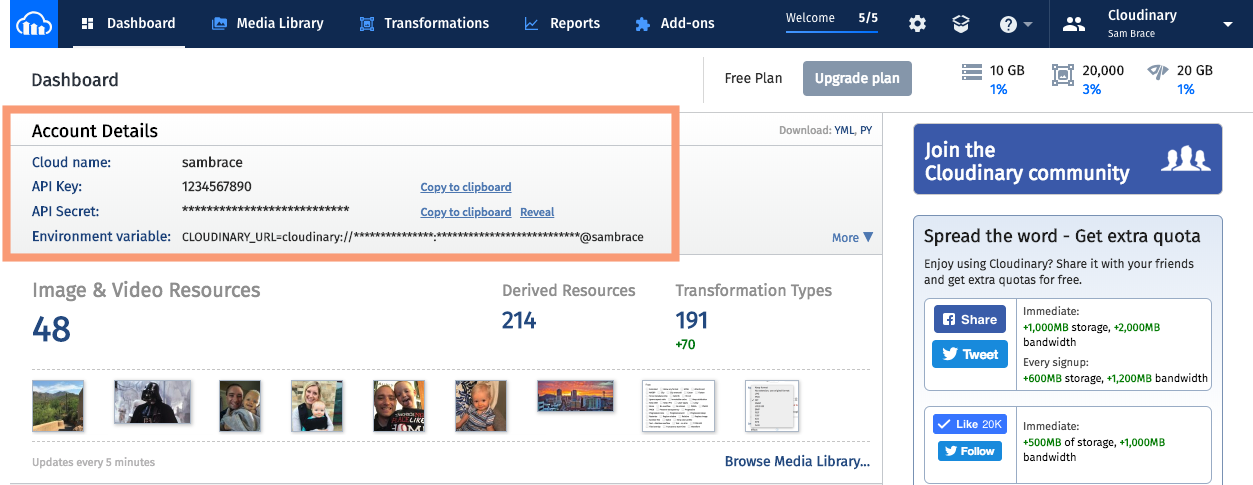 Dashboard
Media Library
Transformations
Reports
Add-ons
Welcome 5/5
Cloudinary
Sam Brace
Dashboard
Free Plan
Upgrade plan
10 GB
1%
20,000
3%
20 GB
1%
Account Details
Download: YML, PY
Cloud name: sambrace
API Key: 1234567890 Copy to clipboard
API Secret: *************************** Copy to clipboard Reveal
Environment variable: CLOUDINARY_URL=cloudinary://***************:***************************@sambrace
More
Join the
Cloudinary community
Image & Video Resources
48
Derived Resources
214
Transformation Types
191
+70
Updates every 5 minutes
Browse Media Library...
Spread the word - Get extra quota
Enjoy using Cloudinary? Share it with your friends
and get extra quotas for free.
Share
Tweet
Immediate:
+1,000MB storage, +2,000MB
bandwidth
Every signup:
+600MB storage, +1,200MB bandwidth
Like 20K
Follow
Immediate:
+500MB of storage, +1,000MB
bandwidth